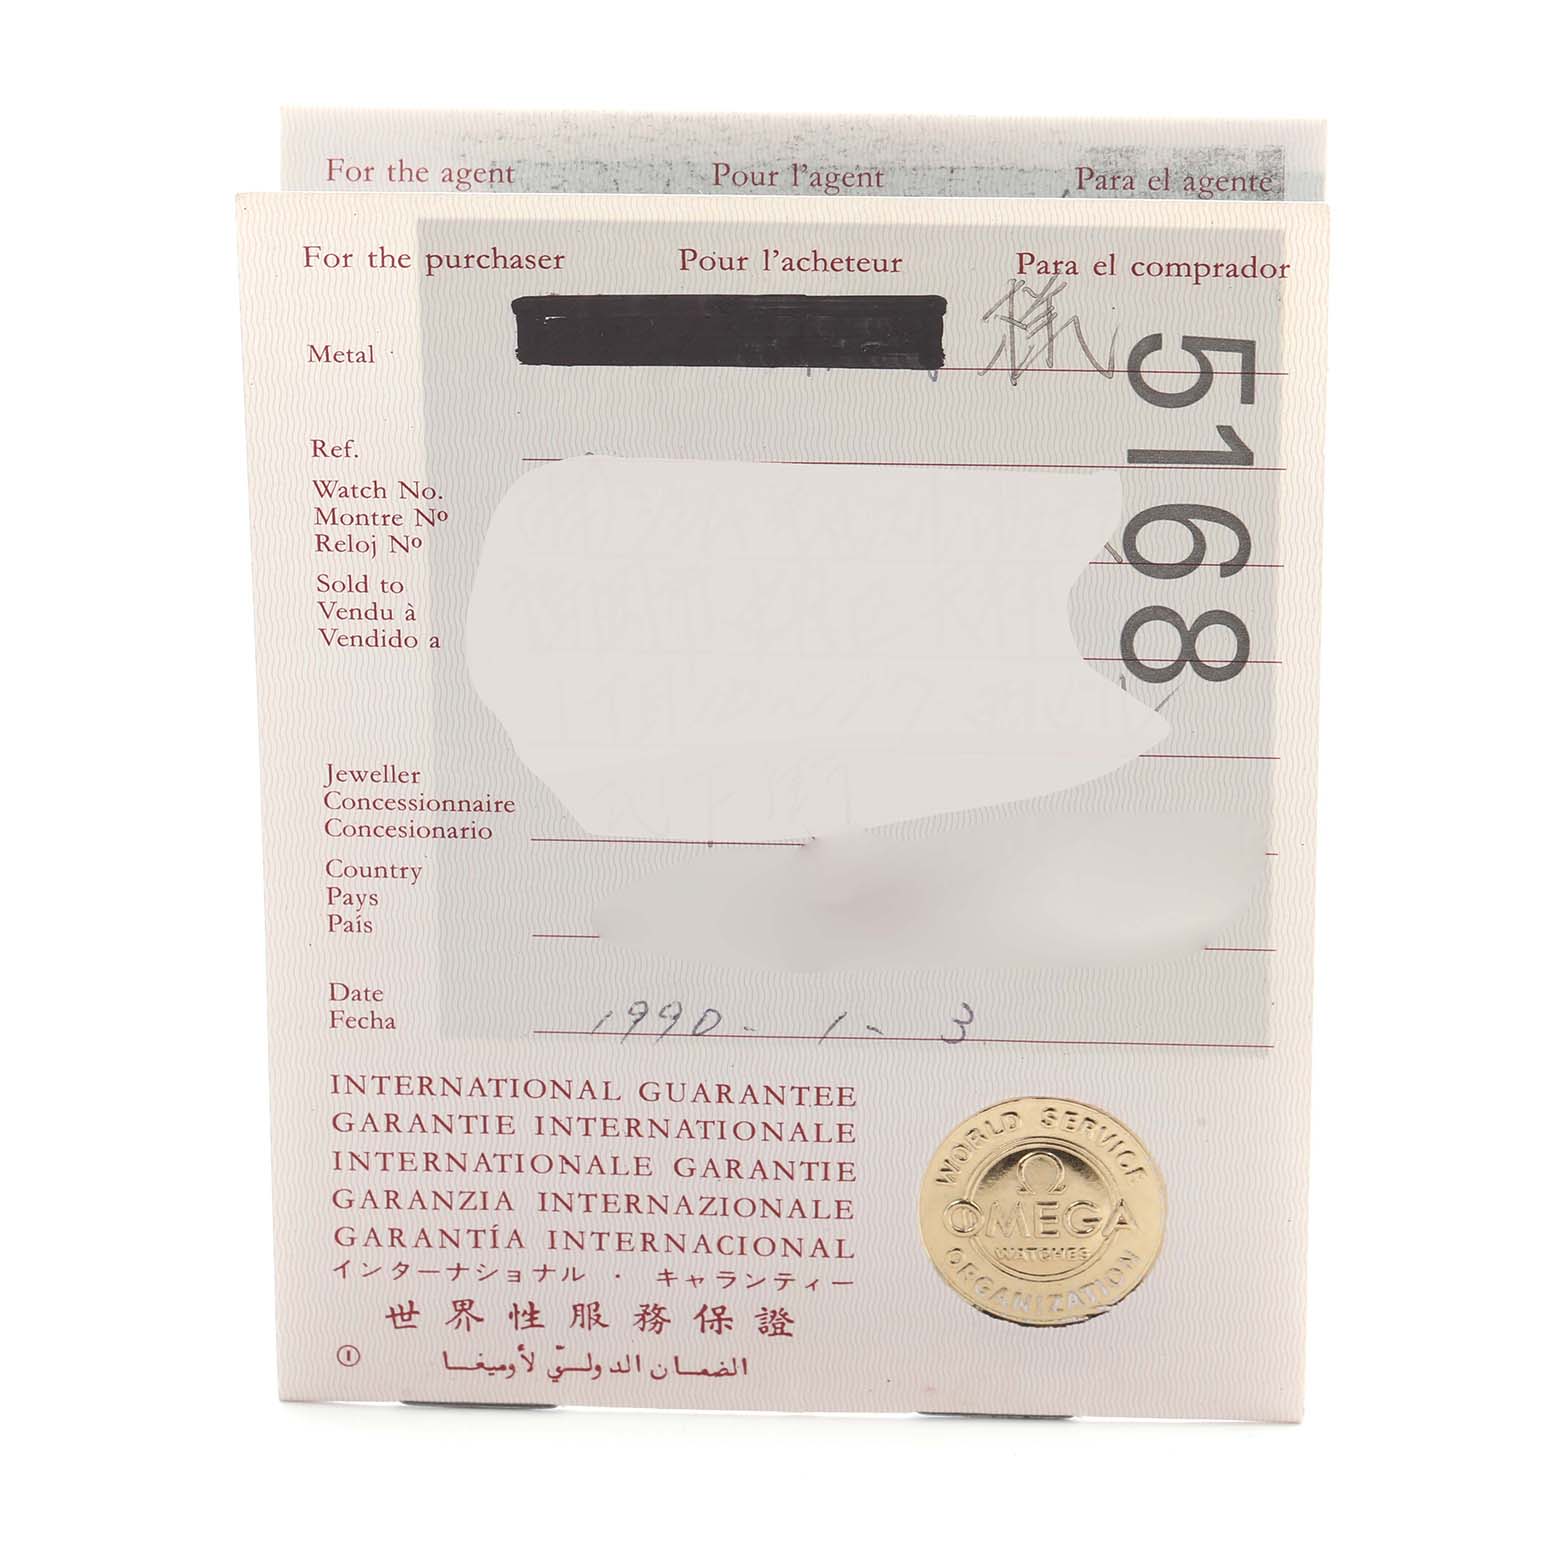 For the agent Pour l'agent Para el agente
For the purchaser Pour l'acheteur Para el comprador
Metal
様
5168
Ref.
Watch No.
Montre Nº
Reloj Nº
Sold to
Vendu à
Vendido a
Jeweller
Concessionnaire
Concesionario
Country
Pays
País
Date
Fecha
1990 - 1 - 3
INTERNATIONAL GUARANTEE
GARANTIE INTERNATIONALE
INTERNATIONALE GARANTIE
GARANZIA INTERNAZIONALE
GARANTÍA INTERNACIONAL
インターナショナル・キャランティー
世界性服務保證
الضمان الدولي لأوميغا
1
WORLD SERVICE
Ω
OMEGA
WATCHES
ORGANIZATION